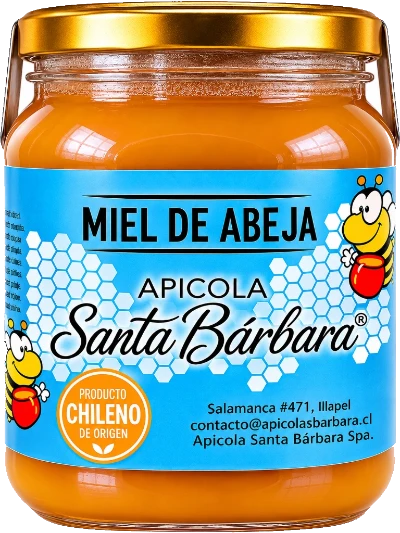 MIEL DE ABEJA
APICOLA
Santa Bárbara®
PRODUCTO
CHILENO
DE ORIGEN
Salamanca #471, Illapel
contacto@apicolasbarbara.cl
Apícola Santa Bárbara Spa.